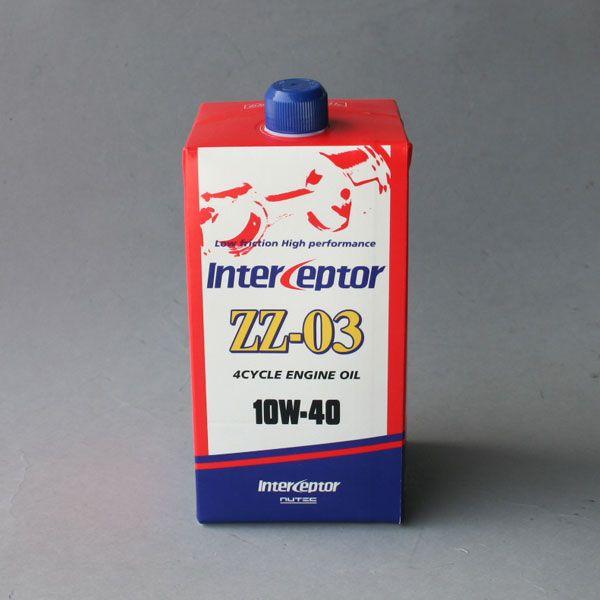 Low friction High performance
Interceptor
ZZ-03
4CYCLE ENGINE OIL
10W-40
Interceptor
NUTEC